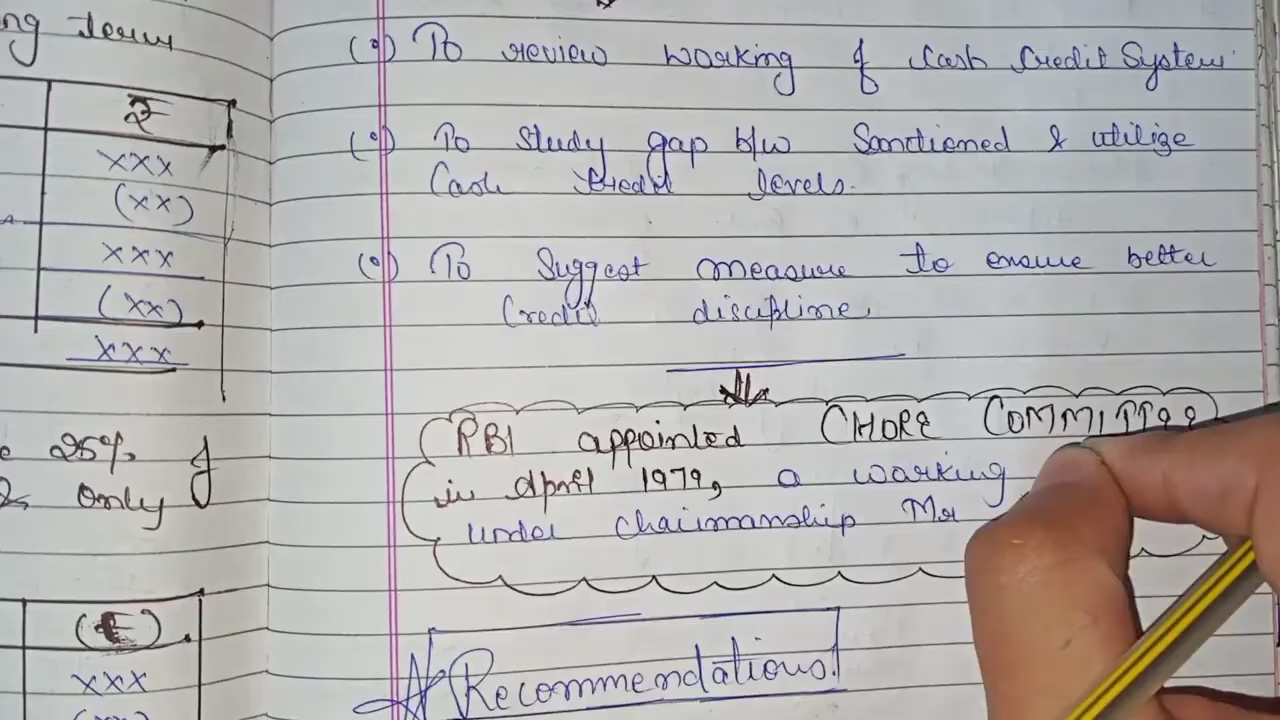 ng term
₹
xxx
(xx)
xxx
(xx)
xxx
25% of
only
(₹)
xxx
(o) To review working of Cash Credit System
(o) To study gap b/w Sanctioned & utilize
Cash Credit levels.
(o) To Suggest measure to ensure better
Credit discipline.
RBI appointed CHORE COMMITTEE
in April 1979, a working
under chairmanship Mr
Recommendations!